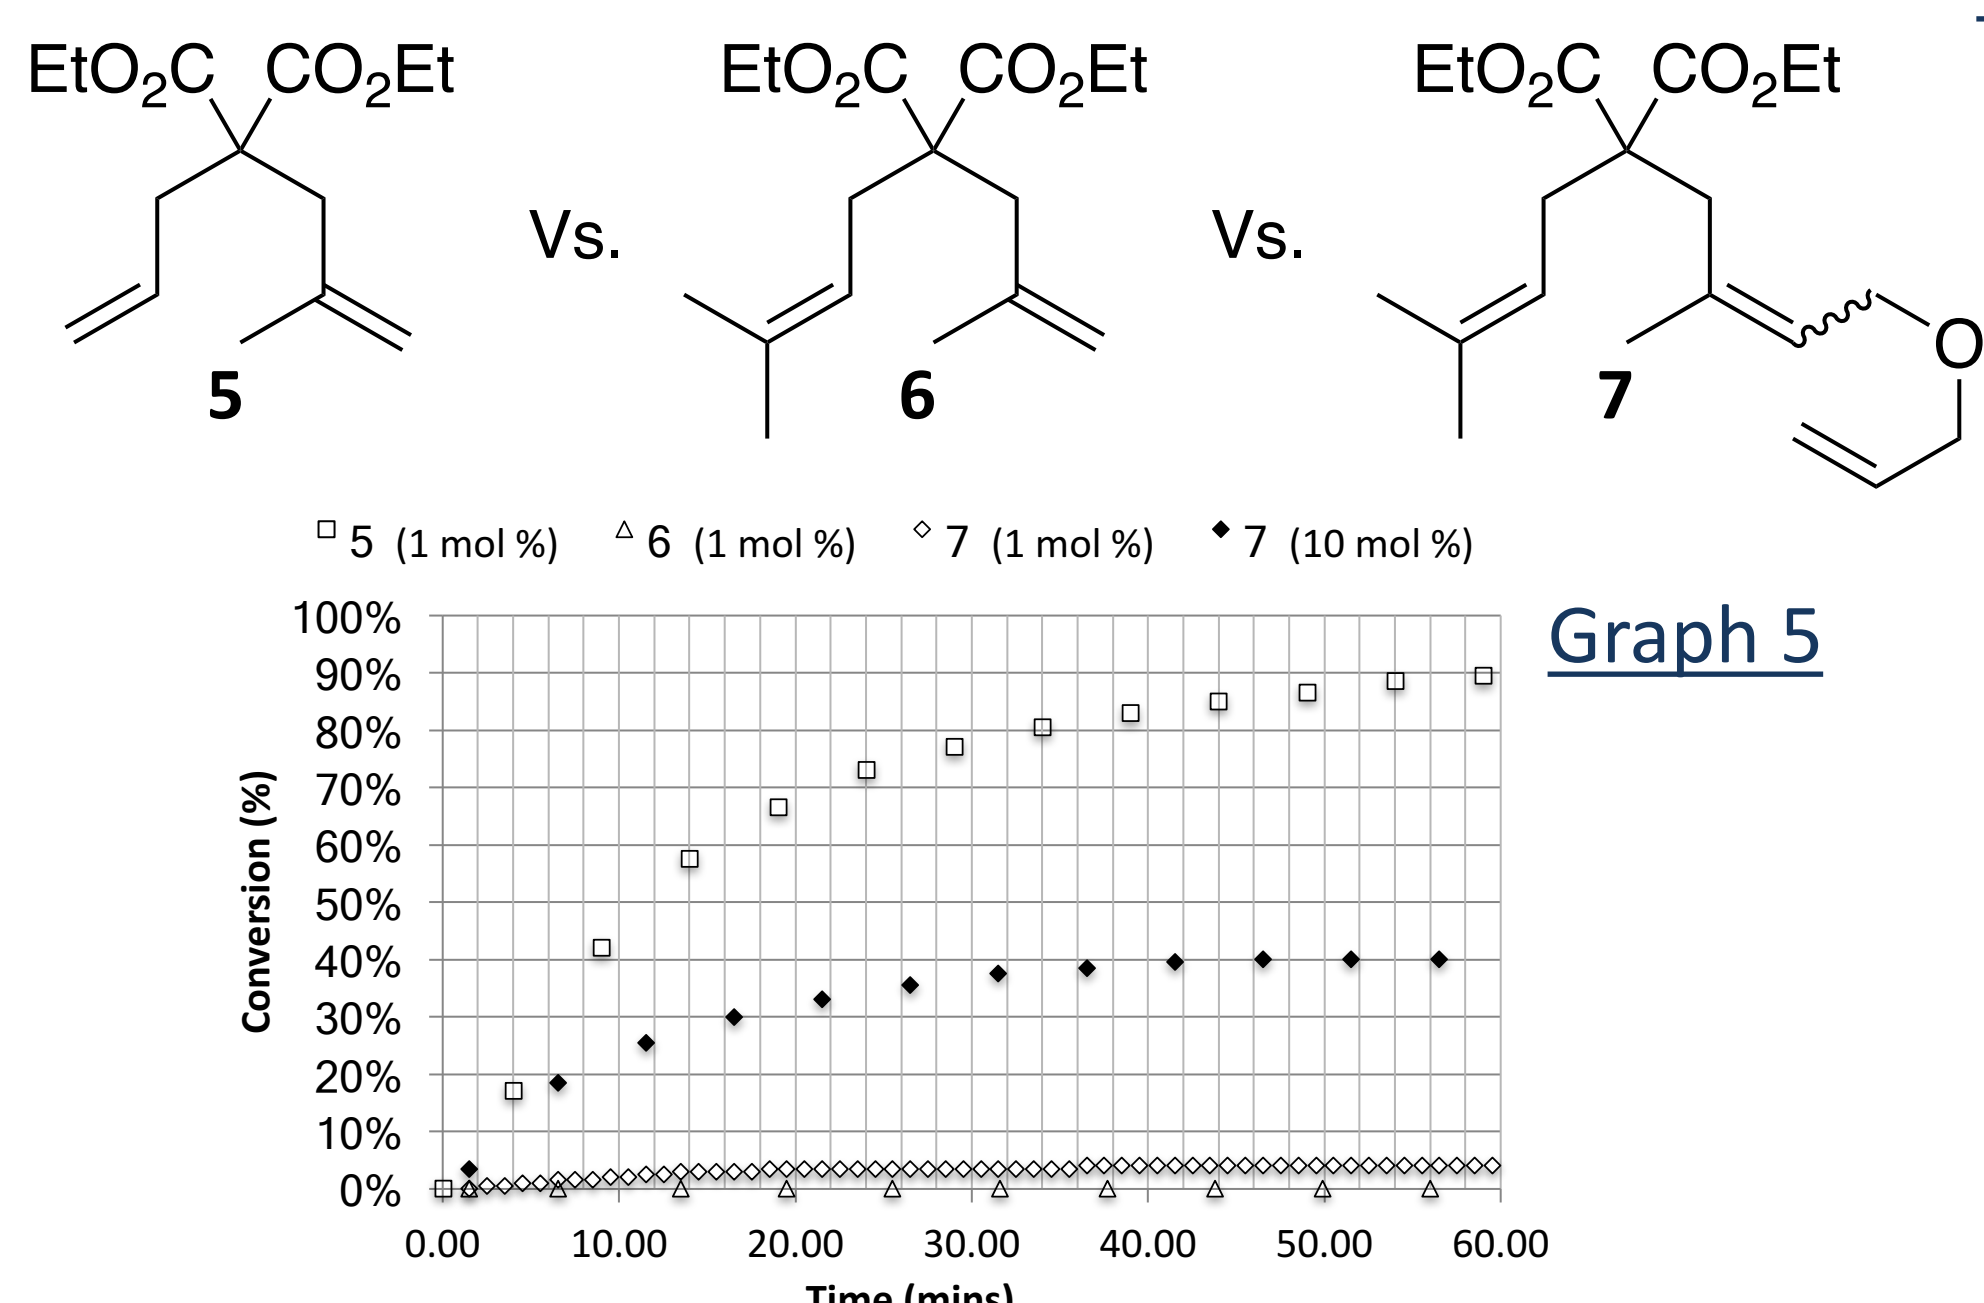 EtO2C CO2Et EtO2C CO2Et EtO2C CO2Et
Vs. Vs.
O
5 6 7
5 (1 mol %) 6 (1 mol %) 7 (1 mol %) 7 (10 mol %)
Graph 5
100%
90%
80%
70%
60%
50%
40%
30%
20%
10%
0%
Conversion (%)
0.00 10.00 20.00 30.00 40.00 50.00 60.00
Time (mins)